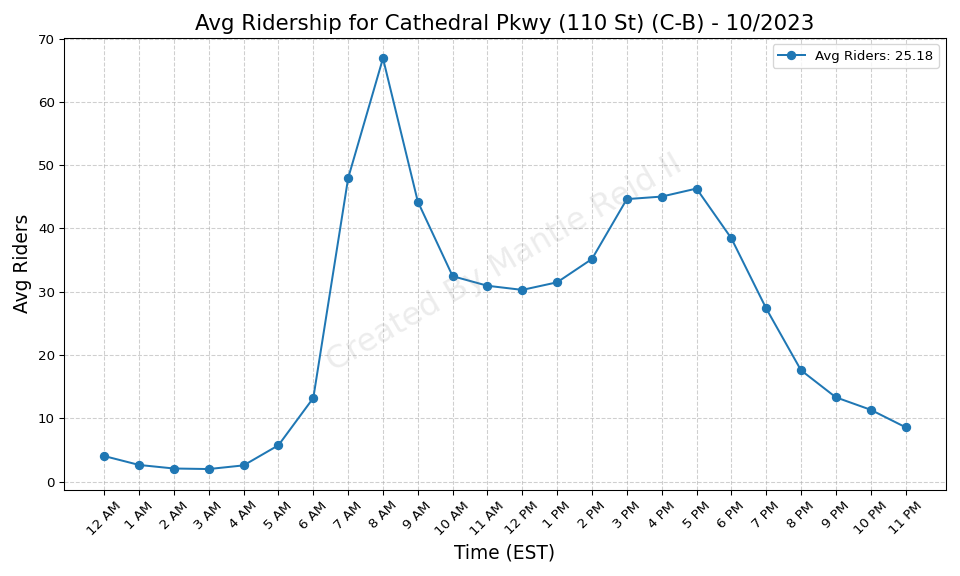 Avg Ridership for Cathedral Pkwy (110 St) (C-B) - 10/2023
Avg Riders: 25.18
70
60
50
40
30
20
10
0
Avg Riders
Created By Mantie Reid II
12 AM
1 AM
2 AM
3 AM
4 AM
5 AM
6 AM
7 AM
8 AM
9 AM
10 AM
11 AM
12 PM
1 PM
2 PM
3 PM
4 PM
5 PM
6 PM
7 PM
8 PM
9 PM
10 PM
11 PM
Time (EST)